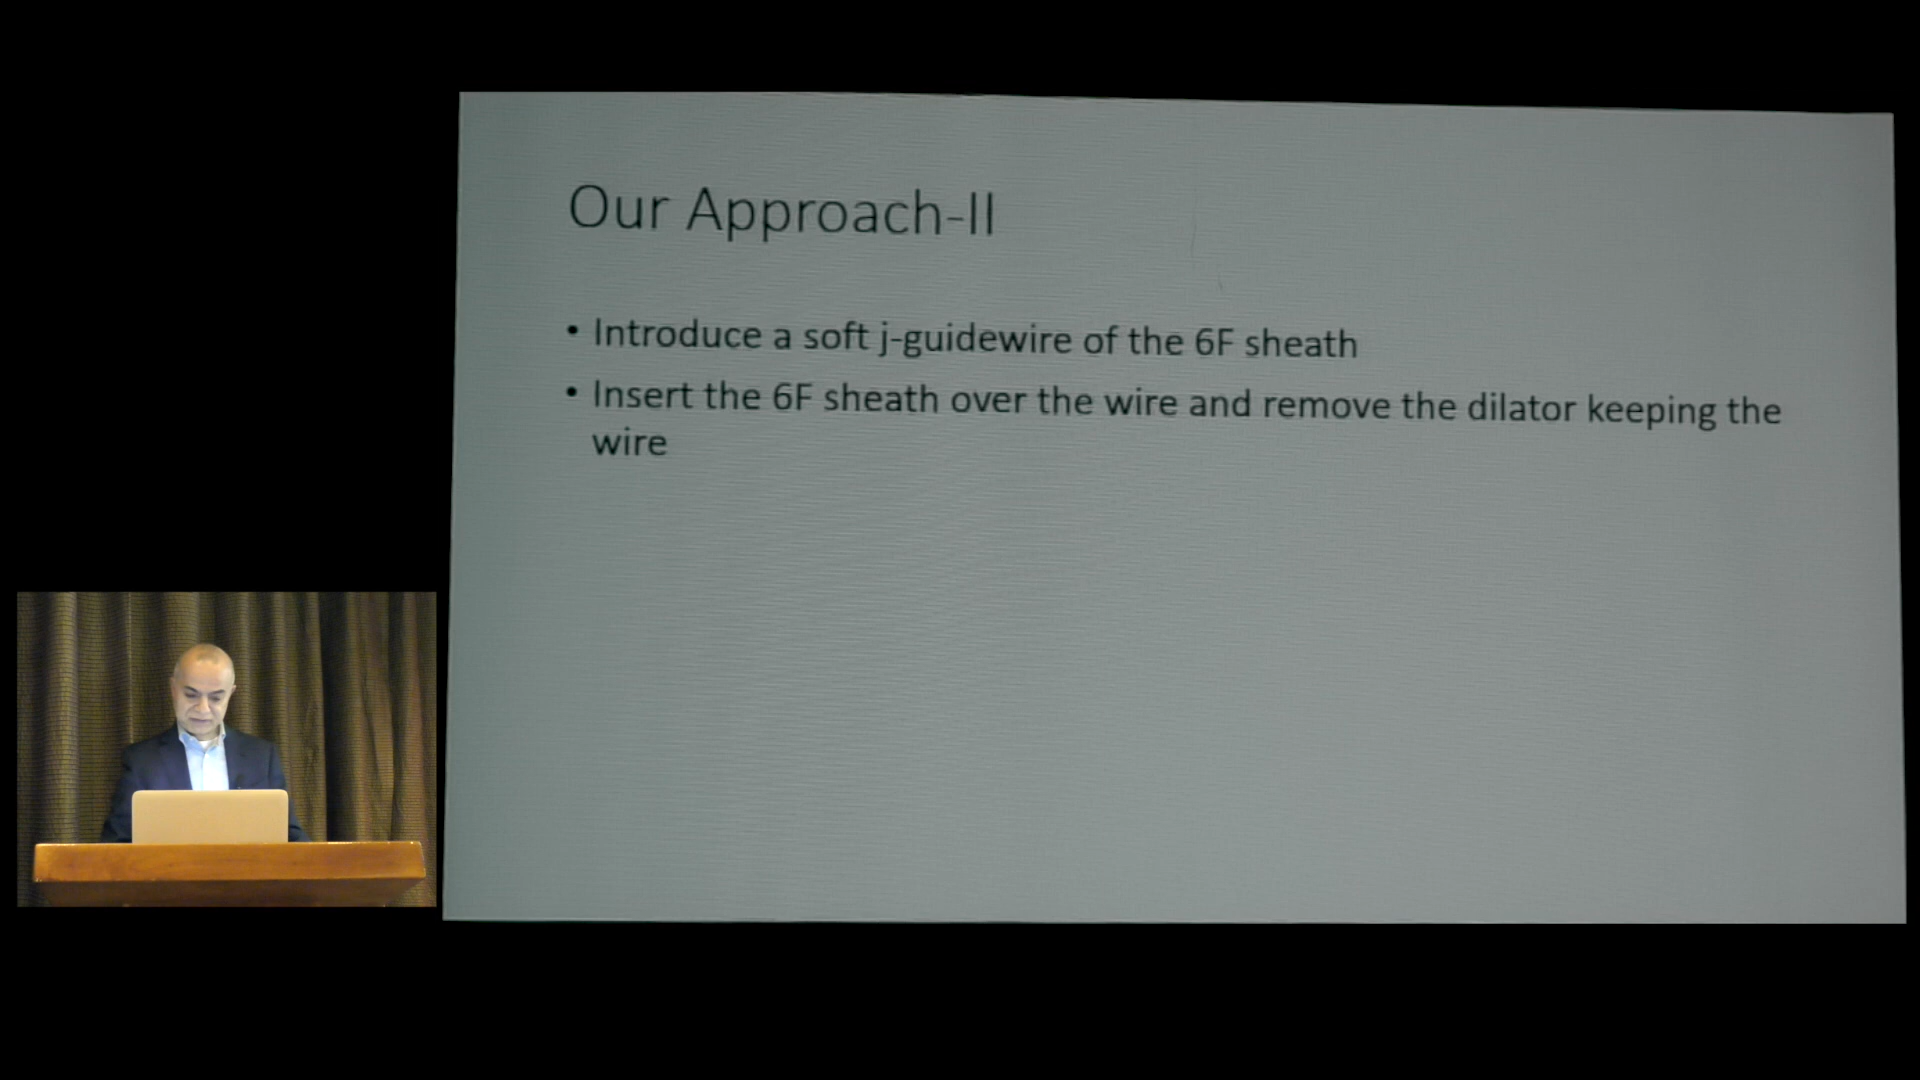 Our Approach-II
• Introduce a soft j-guidewire of the 6F sheath
• Insert the 6F sheath over the wire and remove the dilator keeping the
wire